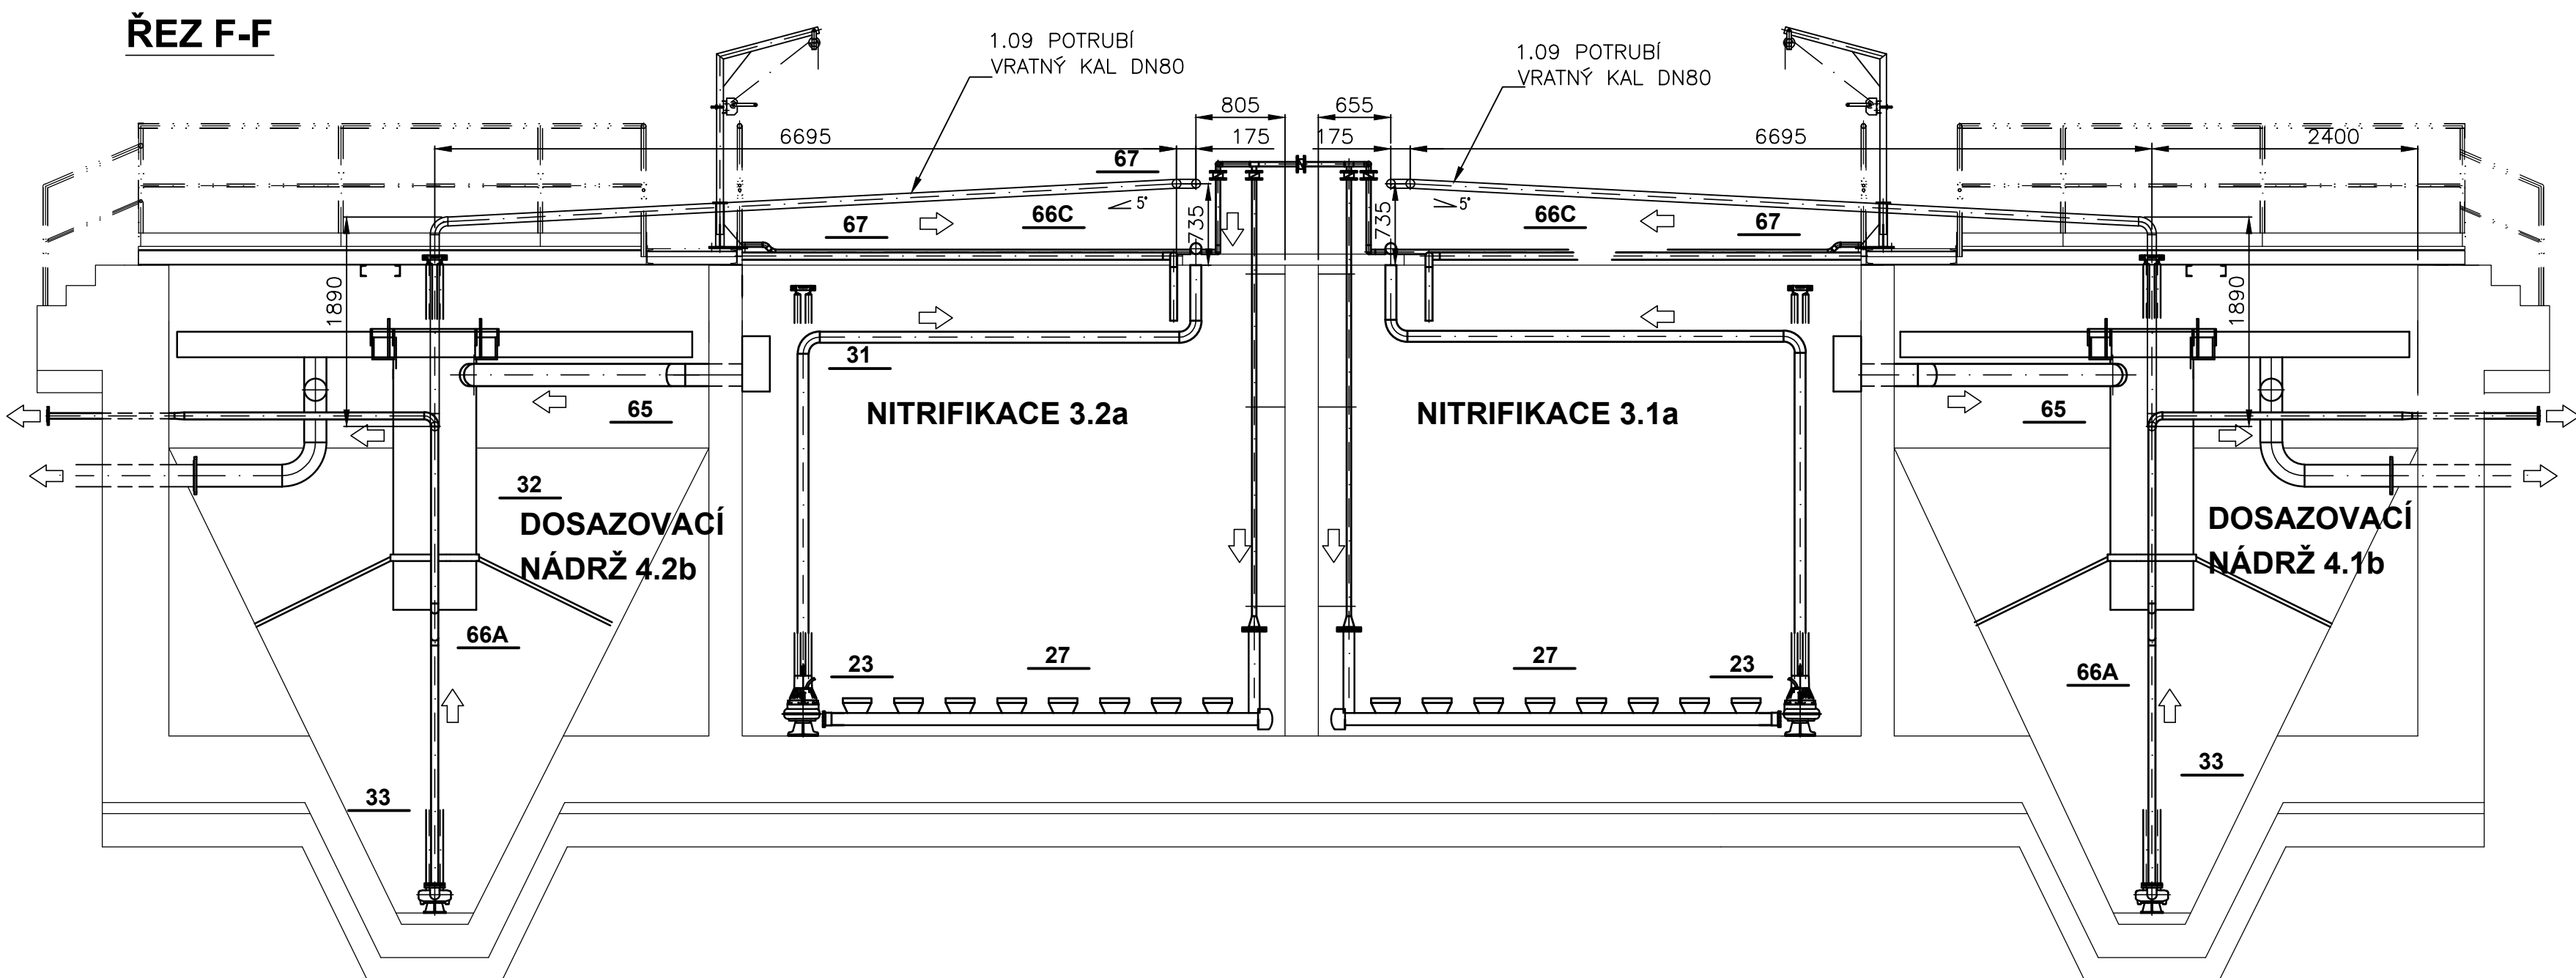 ŘEZ F-F
1.09 POTRUBÍ
VRATNÝ KAL DN80
1.09 POTRUBÍ
VRATNÝ KAL DN80
805
655
6695
175
175
6695
2400
67
5°
5°
67
66C
735
735
66C
67
1890
1890
31
65
NITRIFIKACE 3.2a
NITRIFIKACE 3.1a
65
32
DOSAZOVACÍ
NÁDRŽ 4.2b
DOSAZOVACÍ
NÁDRŽ 4.1b
66A
23
27
27
23
66A
33
33